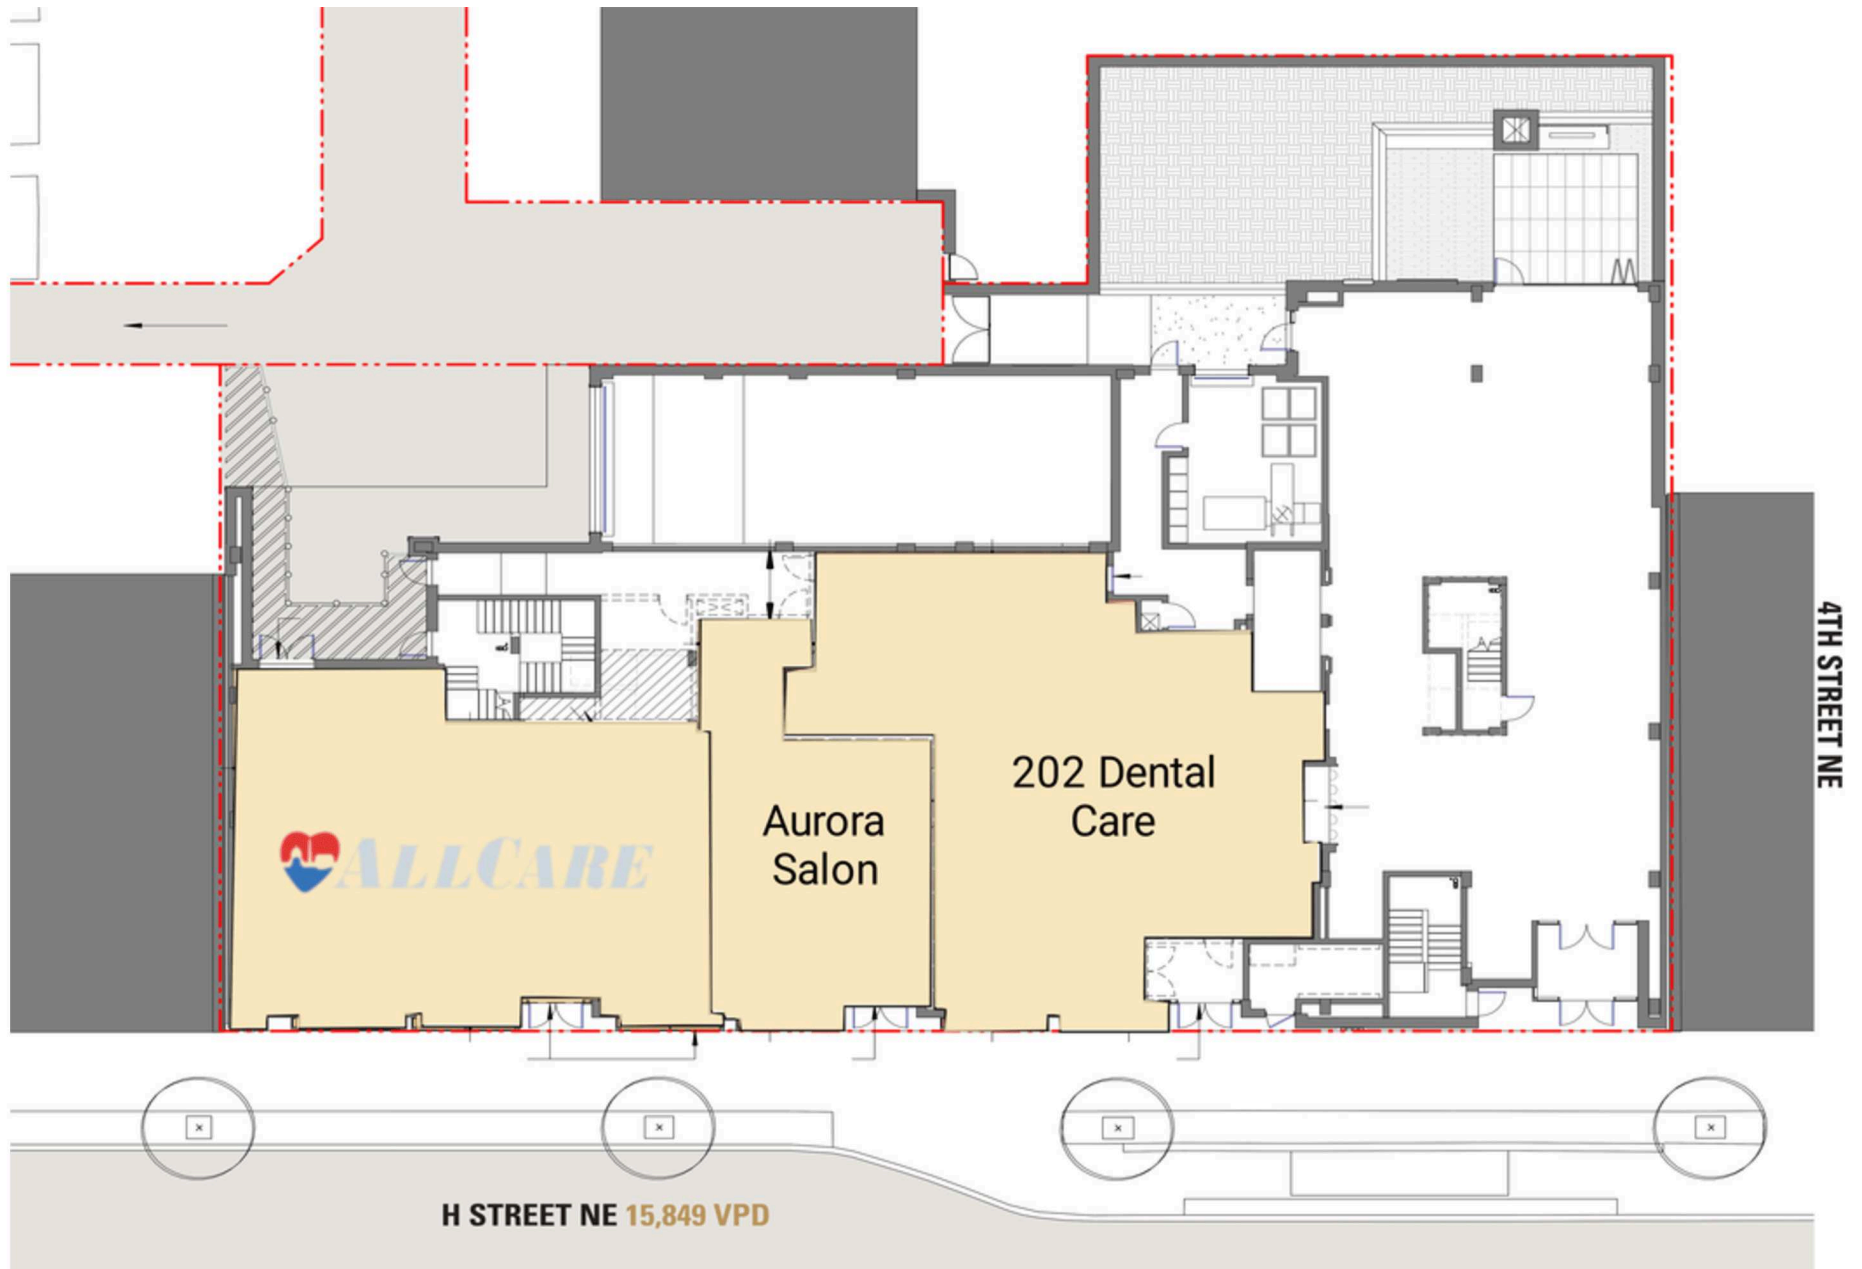 202 Dental
Care
Aurora
Salon
ALLCARE
4TH STREET NE
H STREET NE 15,849 VPD